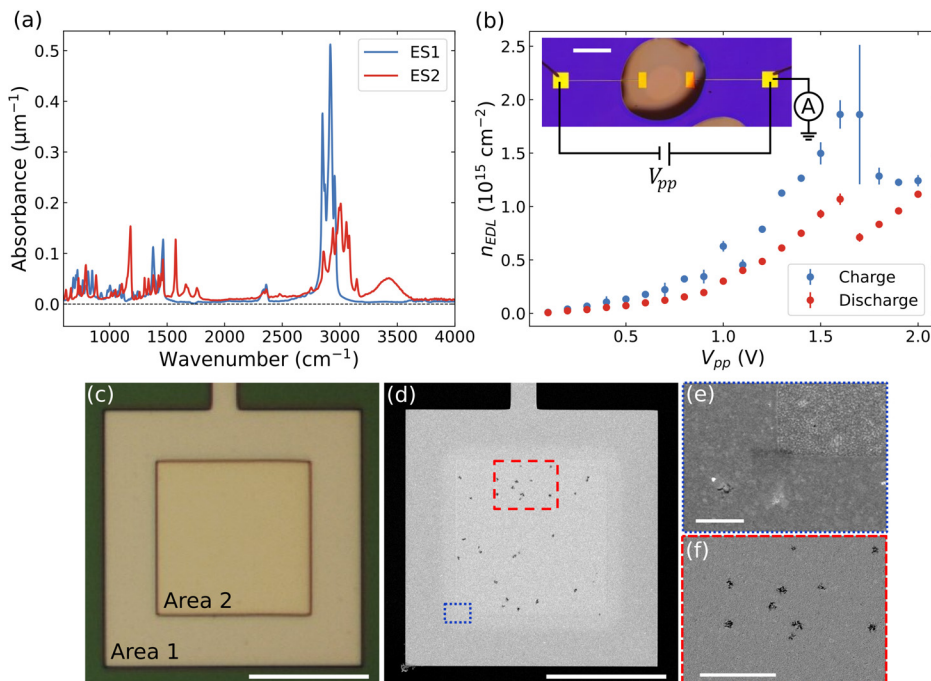 (a)
ES1
ES2
0.5
0.4
0.3
0.2
0.1
0.0
Absorbance (μm⁻¹)
1000 1500 2000 2500 3000 3500 4000
Wavenumber (cm⁻¹)
(b)
2.5
2.0
1.5
1.0
0.5
0.0
n_EDL (10¹⁵ cm⁻²)
A
V_pp
Charge
Discharge
0.5 1.0 1.5 2.0
V_pp (V)
(c)
Area 2
Area 1
(d)
(e)
(f)